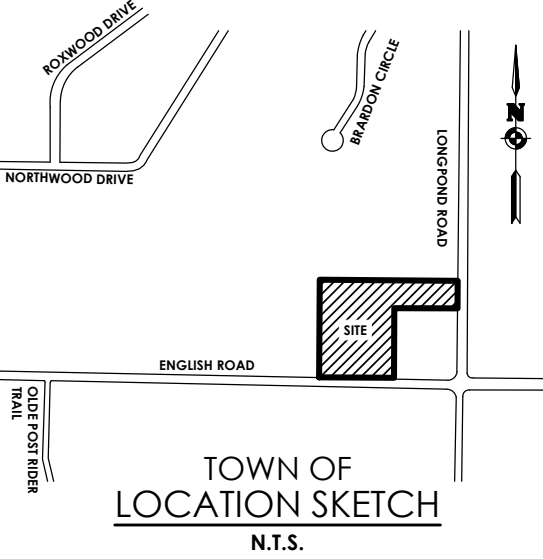 ROXWOOD DRIVE
BRARDON CIRCLE
N
LONGPOND ROAD
NORTHWOOD DRIVE
SITE
ENGLISH ROAD
OLDE POST RIDER
TRAIL
TOWN OF
LOCATION SKETCH
N.T.S.